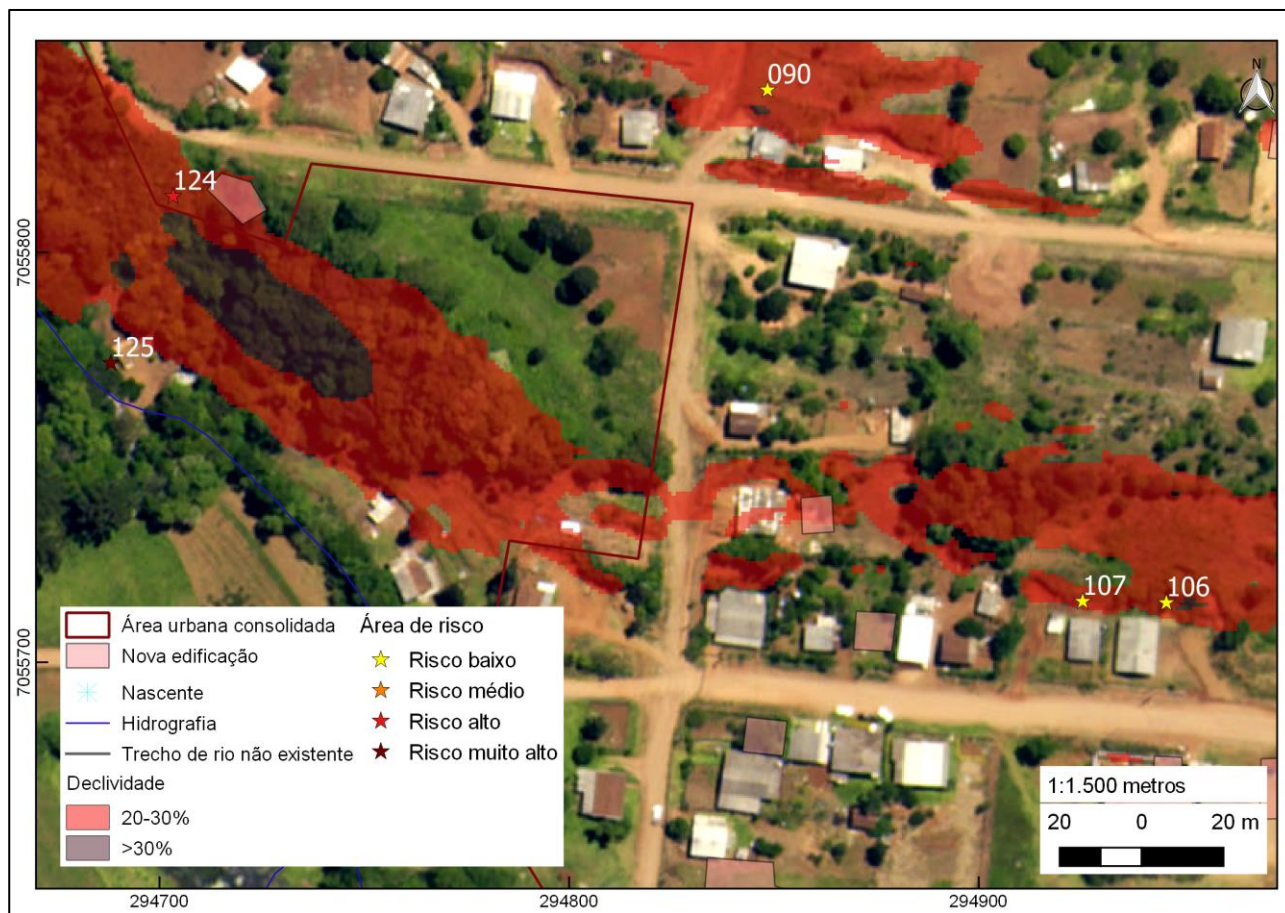 N
090
124
7055800
125
107
106
7055700
Área urbana consolidada
Nova edificação
Nascente
Hidrografia
Trecho de rio não existente
Declividade
20-30%
>30%
Área de risco
Risco baixo
Risco médio
Risco alto
Risco muito alto
1:1.500 metros
20 0 20 m
294700 294800 294900